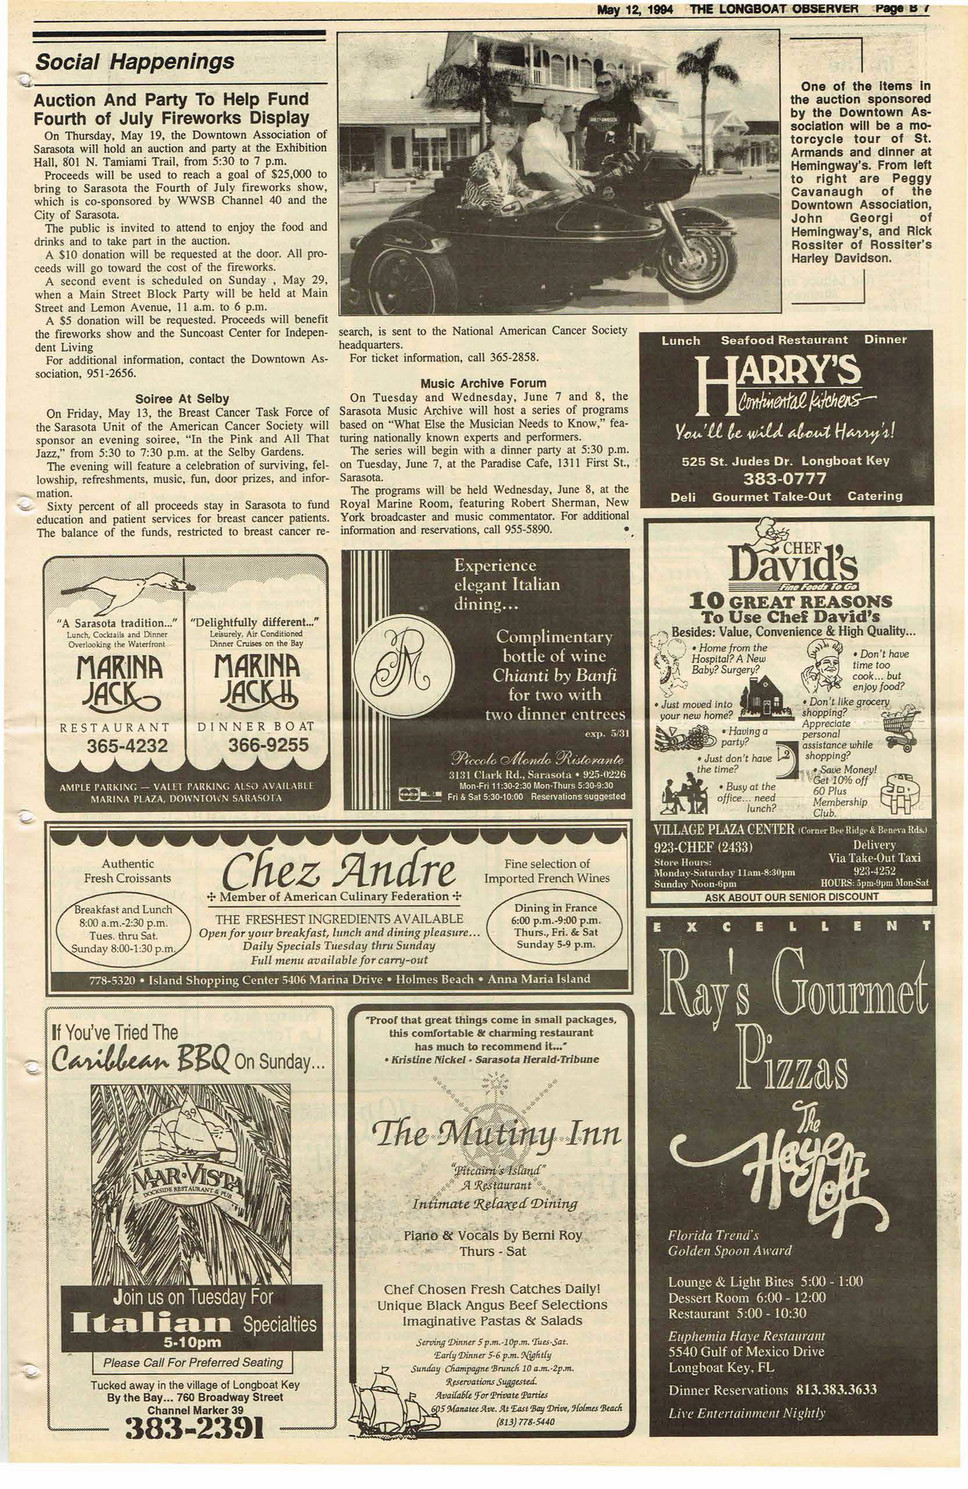 May 12, 1994 THE LONGBOAT OBSERVER Page B 7
Social Happenings
Auction And Party To Help Fund
Fourth of July Fireworks Display
On Thursday, May 19, the Downtown Association of
Sarasota will hold an auction and party at the Exhibition
Hall, 801 N. Tamiami Trail, from 5:30 to 7 p.m.
Proceeds will be used to reach a goal of $25,000 to
bring to Sarasota the Fourth of July fireworks show,
which is co-sponsored by WWSB Channel 40 and the
City of Sarasota.
The public is invited to attend to enjoy the food and
drinks and to take part in the auction.
A $10 donation will be requested at the door. All pro-
ceeds will go toward the cost of the fireworks.
A second event is scheduled on Sunday , May 29,
when a Main Street Block Party will be held at Main
Street and Lemon Avenue, 11 a.m. to 6 p.m.
A $5 donation will be requested. Proceeds will benefit
the fireworks show and the Suncoast Center for Indepen-
dent Living
For additional information, contact the Downtown As-
sociation, 951-2656.
Soiree At Selby
On Friday, May 13, the Breast Cancer Task Force of
the Sarasota Unit of the American Cancer Society will
sponsor an evening soiree, "In the Pink and All That
Jazz," from 5:30 to 7:30 p.m. at the Selby Gardens.
The evening will feature a celebration of surviving, fel-
lowship, refreshments, music, fun, door prizes, and infor-
mation.
Sixty percent of all proceeds stay in Sarasota to fund
education and patient services for breast cancer patients.
The balance of the funds, restricted to breast cancer re-
search, is sent to the National American Cancer Society
headquarters.
For ticket information, call 365-2858.
Music Archive Forum
On Tuesday and Wednesday, June 7 and 8, the
Sarasota Music Archive will host a series of programs
based on "What Else the Musician Needs to Know," fea-
turing nationally known experts and performers.
The series will begin with a dinner party at 5:30 p.m.
on Tuesday, June 7, at the Paradise Cafe, 1311 First St.,
Sarasota.
The programs will be held Wednesday, June 8, at the
Royal Marine Room, featuring Robert Sherman, New
York broadcaster and music commentator. For additional
information and reservations, call 955-5890.
One of the items in
the auction sponsored
by the Downtown As-
sociation will be a mo-
torcycle tour of St.
Armands and dinner at
Hemingway's. From left
to right are Peggy
Cavanaugh of the
Downtown Association,
John Georgi of
Hemingway's, and Rick
Rossiter of Rossiter's
Harley Davidson.
Lunch Seafood Restaurant Dinner
HARRY'S
Continental Kitchens
You'll be wild about Harry's!
525 St. Judes Dr. Longboat Key
383-0777
Deli Gourmet Take-Out Catering
"A Sarasota tradition..."
Lunch, Cocktails and Dinner
Overlooking the Waterfront
MARINA
JACK
RESTAURANT
365-4232
"Delightfully different..."
Leisurely, Air Conditioned
Dinner Cruises on the Bay
MARINA
JACK II
DINNER BOAT
366-9255
AMPLE PARKING — VALET PARKING ALSO AVAILABLE
MARINA PLAZA, DOWNTOWN SARASOTA
Experience
elegant Italian
dining...
Complimentary
bottle of wine
Chianti by Banfi
for two with
two dinner entrees
exp. 5/31
Piccolo Mondo Ristorante
3131 Clark Rd., Sarasota • 925-0226
Mon-Fri 11:30-2:30 Mon-Thurs 5:30-9:30
Fri & Sat 5:30-10:00 Reservations suggested
CHEF
David's
Fine Foods To Go
10 GREAT REASONS
To Use Chef David's
Besides: Value, Convenience & High Quality...
• Home from the
Hospital? A New
Baby? Surgery?
• Don't have
time too
cook... but
enjoy food?
• Just moved into
your new home?
• Don't like grocery
shopping?
Appreciate
personal
assistance while
shopping?
• Having a
party?
• Just don't have
the time?
• Busy at the
office... need
lunch?
• Save Money!
Get 10% off
60 Plus
Membership
Club.
VILLAGE PLAZA CENTER (Corner Bee Ridge & Beneva Rds.)
923-CHEF (2433)
Store Hours:
Monday-Saturday 11am-8:30pm
Sunday Noon-6pm
Delivery
Via Take-Out Taxi
923-4252
HOURS: 5pm-9pm Mon-Sat
ASK ABOUT OUR SENIOR DISCOUNT
Authentic
Fresh Croissants
Chez Andre
Member of American Culinary Federation
Fine selection of
Imported French Wines
Breakfast and Lunch
8:00 a.m.-2:30 p.m.
Tues. thru Sat.
Sunday 8:00-1:30 p.m.
THE FRESHEST INGREDIENTS AVAILABLE
Open for your breakfast, lunch and dining pleasure...
Daily Specials Tuesday thru Sunday
Full menu available for carry-out
Dining in France
6:00 p.m.-9:00 p.m.
Thurs., Fri. & Sat
Sunday 5-9 p.m.
778-5320 • Island Shopping Center 5406 Marina Drive • Holmes Beach • Anna Maria Island
If You've Tried The
Caribbean BBQ On Sunday...
39
MAR•VISTA
DOCKSIDE RESTAURANT & PUB
Join us on Tuesday For
Italian Specialties
5-10pm
Please Call For Preferred Seating
Tucked away in the village of Longboat Key
By the Bay... 760 Broadway Street
Channel Marker 39
383-2391
"Proof that great things come in small packages,
this comfortable & charming restaurant
has much to recommend it..."
• Kristine Nickel - Sarasota Herald-Tribune
The Mutiny Inn
"Pitcairn's Island"
A Restaurant
Intimate Relaxed Dining
Piano & Vocals by Berni Roy
Thurs - Sat
Chef Chosen Fresh Catches Daily!
Unique Black Angus Beef Selections
Imaginative Pastas & Salads
Serving Dinner 5 p.m.-10p.m. Tues-Sat.
Early Dinner 5-6 p.m. Nightly
Sunday Champagne Brunch 10 a.m.-2p.m.
Reservations Suggested.
Available For Private Parties
605 Manatee Ave. At East Bay Drive, Holmes Beach
(813) 778-5440
EXCELLENT
Ray's Gourmet
Pizzas
The
Haye
Loft
Florida Trend's
Golden Spoon Award
Lounge & Light Bites 5:00 - 1:00
Dessert Room 6:00 - 12:00
Restaurant 5:00 - 10:30
Euphemia Haye Restaurant
5540 Gulf of Mexico Drive
Longboat Key, FL
Dinner Reservations 813.383.3633
Live Entertainment Nightly